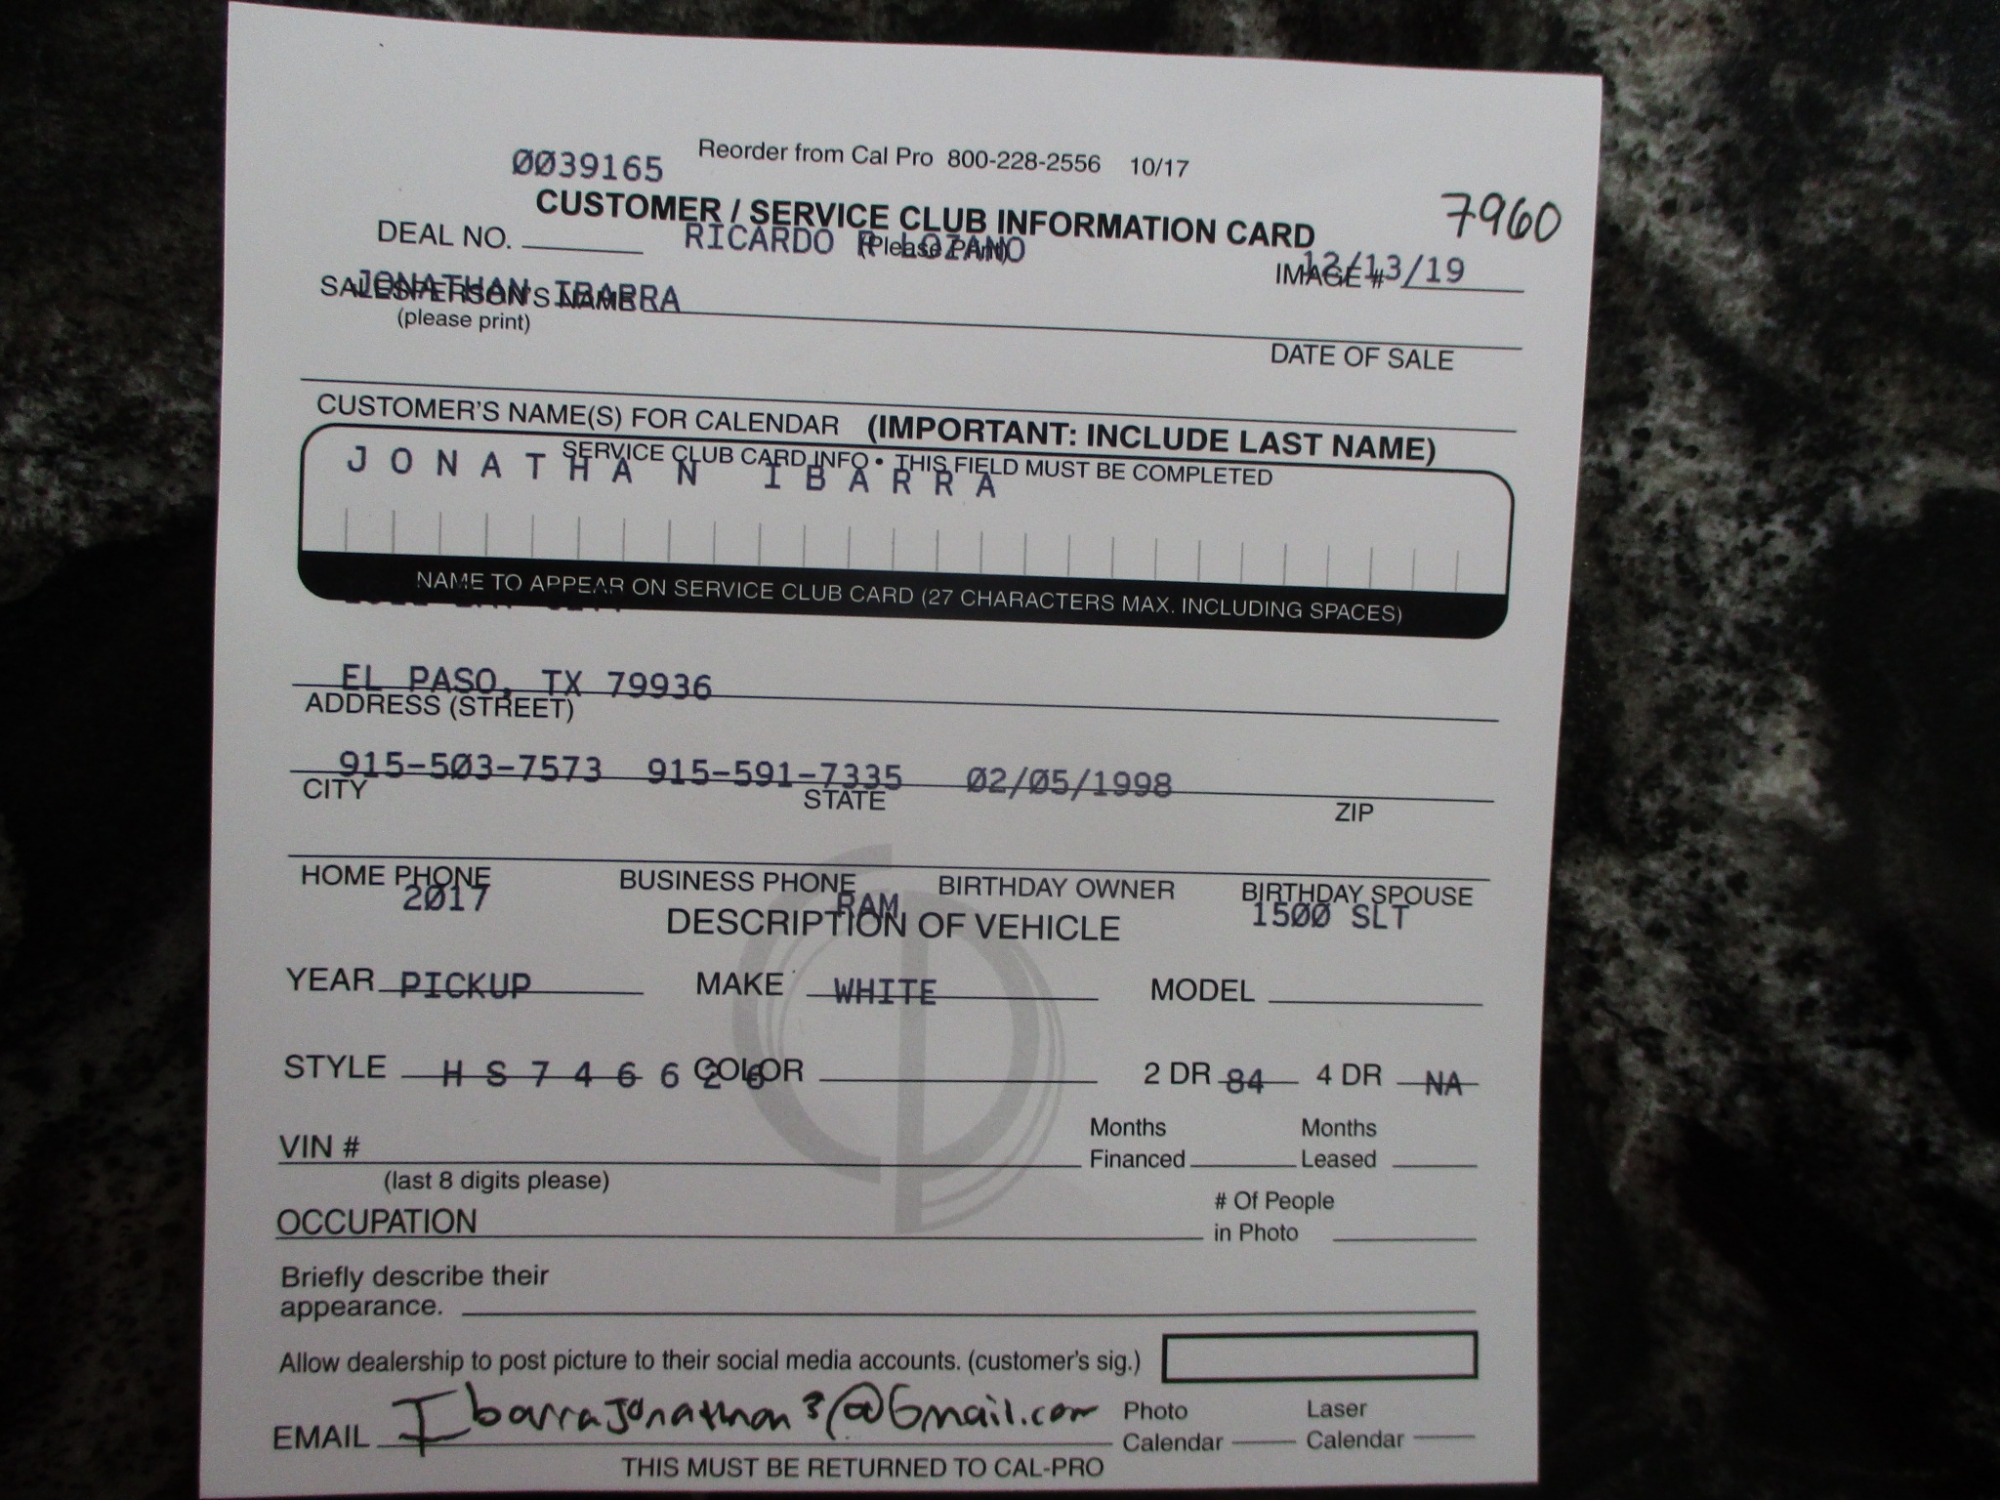 Reorder from Cal Pro 800-228-2556 10/17
0039165
CUSTOMER / SERVICE CLUB INFORMATION CARD
7960
DEAL NO.
RICARDO R LOZANO
(Please Print)
IMAGE #
12/13/19
SALESPERSON'S NAME
JONATHAN IBARRA
(please print)
DATE OF SALE
CUSTOMER'S NAME(S) FOR CALENDAR (IMPORTANT: INCLUDE LAST NAME)
SERVICE CLUB CARD INFO • THIS FIELD MUST BE COMPLETED
JONATHAN IBARRA
NAME TO APPEAR ON SERVICE CLUB CARD (27 CHARACTERS MAX. INCLUDING SPACES)
EL PASO, TX 79936
ADDRESS (STREET)
915-503-7573 915-591-7335 02/05/1998
CITY STATE ZIP
HOME PHONE BUSINESS PHONE BIRTHDAY OWNER BIRTHDAY SPOUSE
2017 RAM 1500 SLT
DESCRIPTION OF VEHICLE
YEAR PICKUP MAKE WHITE MODEL
STYLE HS746626 COLOR 2 DR 84 4 DR NA
VIN #
(last 8 digits please)
Months Financed
Months Leased
OCCUPATION
# Of People in Photo
Briefly describe their
appearance.
Allow dealership to post picture to their social media accounts. (customer's sig.)
EMAIL IbarraJonathan3@Gmail.com
Photo Calendar
Laser Calendar
THIS MUST BE RETURNED TO CAL-PRO